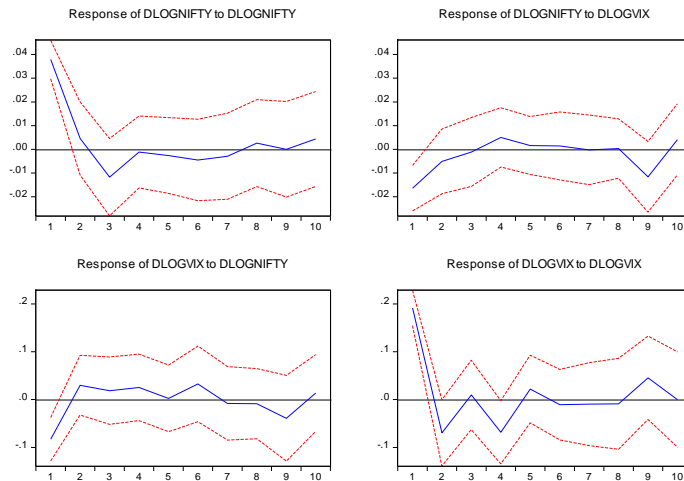 Response of DLOGNIFTY to DLOGNIFTY
.04
.03
.02
.01
.00
-.01
-.02
1 2 3 4 5 6 7 8 9 10
Response of DLOGNIFTY to DLOGVIX
.04
.03
.02
.01
.00
-.01
-.02
1 2 3 4 5 6 7 8 9 10
Response of DLOGVIX to DLOGNIFTY
.2
.1
.0
-.1
1 2 3 4 5 6 7 8 9 10
Response of DLOGVIX to DLOGVIX
.2
.1
.0
-.1
1 2 3 4 5 6 7 8 9 10